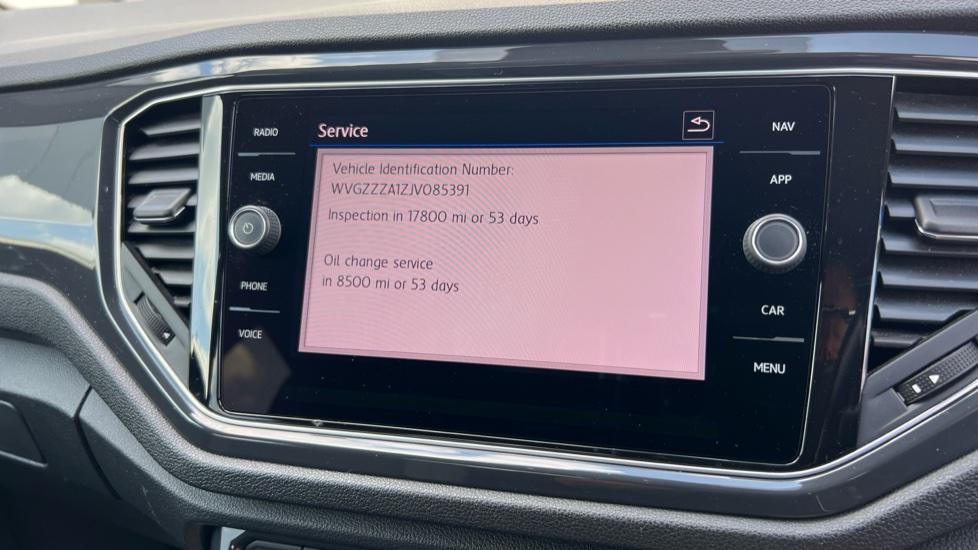 RADIO
MEDIA
PHONE
VOICE
Service
Vehicle Identification Number:
WVGZZZA1ZJV085391
Inspection in 17800 mi or 53 days
Oil change service
in 8500 mi or 53 days
NAV
APP
CAR
MENU